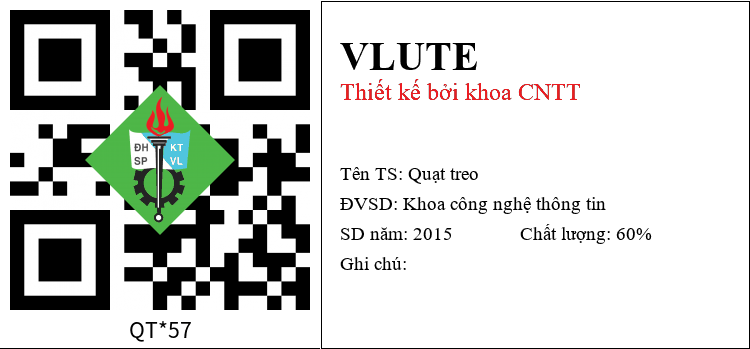 ĐH KT
SP VL
QT*57
VLUTE
Thiết kế bởi khoa CNTT
Tên TS: Quạt treo
ĐVSD: Khoa công nghệ thông tin
SD năm: 2015 Chất lượng: 60%
Ghi chú: